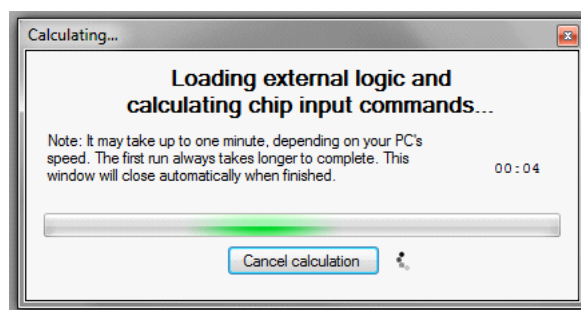 Calculating...
Loading external logic and
calculating chip input commands...
Note: It may take up to one minute, depending on your PC's
speed. The first run always takes longer to complete. This
window will close automatically when finished.
00:04
Cancel calculation